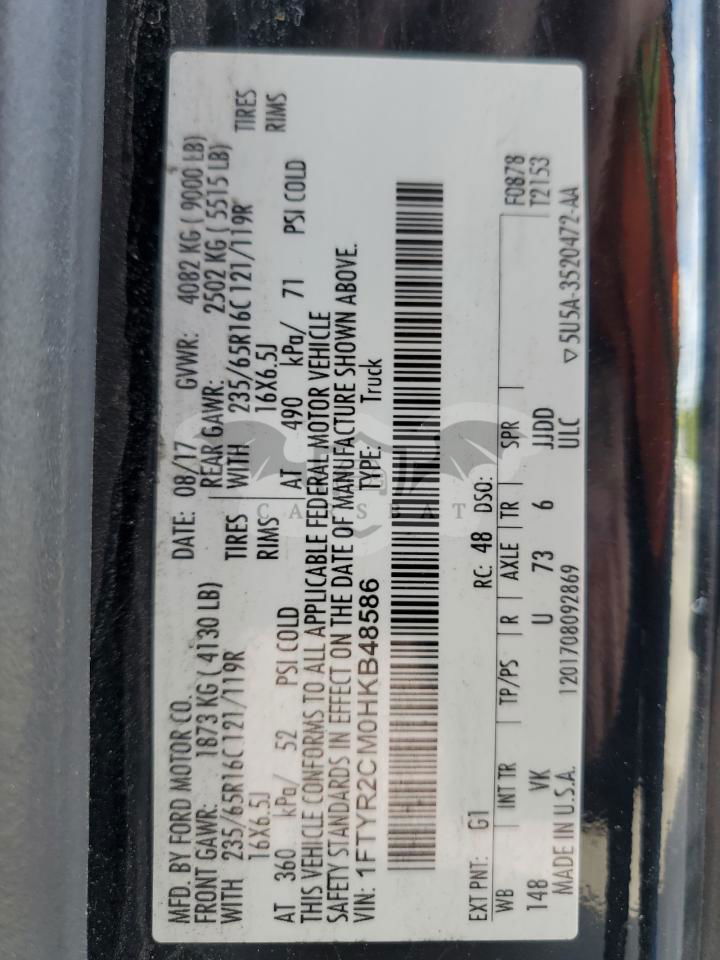 MFD. BY FORD MOTOR CO.
DATE: 08/17 GVWR: 4082 KG ( 9000 LB)
FRONT GAWR: 1873 KG ( 4130 LB) REAR GAWR: 2502 KG ( 5515 LB)
WITH 235/65R16C 121/119R TIRES WITH 235/65R16C 121/119R TIRES
16X6.5J RIMS 16X6.5J RIMS
AT 360 kPa/ 52 PSI COLD AT 490 kPa/ 71 PSI COLD
THIS VEHICLE CONFORMS TO ALL APPLICABLE FEDERAL MOTOR VEHICLE
SAFETY STANDARDS IN EFFECT ON THE DATE OF MANUFACTURE SHOWN ABOVE.
VIN: 1FTYR2CM0HKB48586 TYPE: Truck
CARSBAT
EXT PNT: G1 RC: 48 DSO: F0878
T2153
WB INT TR TP/PS R AXLE TR SPR
148 VK U 73 6 JJDD
ULC
MADE IN U.S.A. 1201708092869 ▽5U5A-3520472-AA